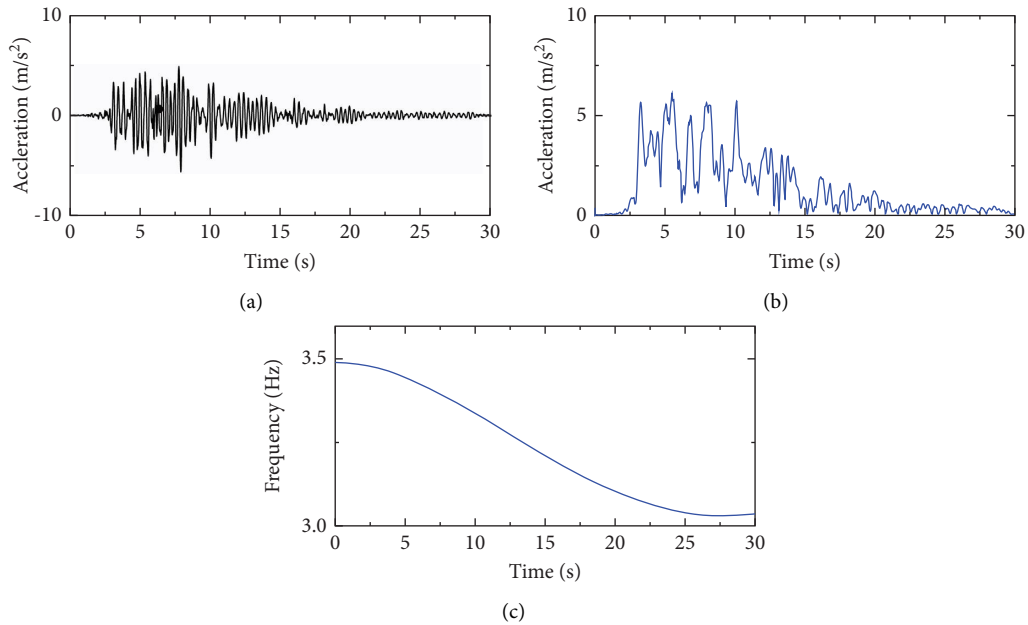 10
0
-10
Accleration (m/s²)
0 5 10 15 20 25 30
Time (s)
(a)
10
5
0
Accleration (m/s²)
0 5 10 15 20 25 30
Time (s)
(b)
3.5
3.0
Frequency (Hz)
0 5 10 15 20 25 30
Time (s)
(c)